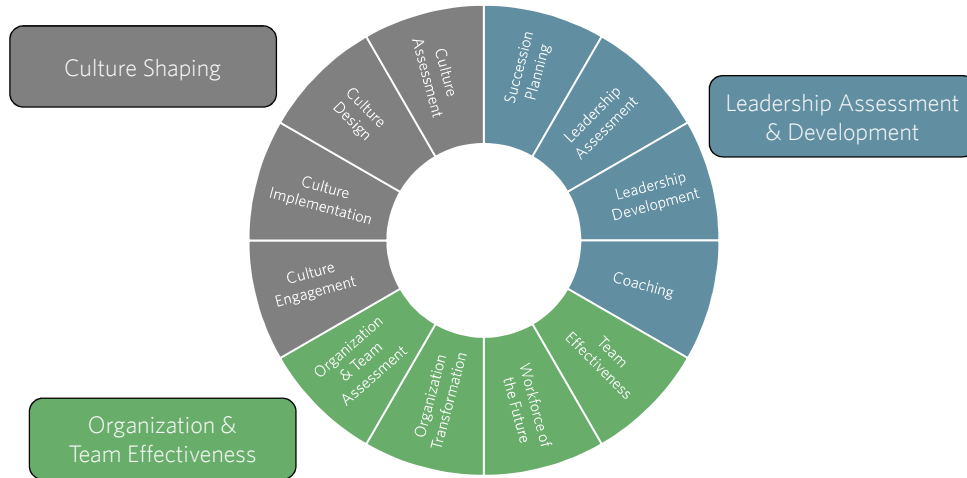 Culture Shaping
Culture
Assessment
Succession
Planning
Culture
Design
Leadership
Assessment
Leadership Assessment
& Development
Culture
Implementation
Leadership
Development
Culture
Engagement
Coaching
Organization
& Team
Assessment
Organization
Transformation
Workforce of
the Future
Team
Effectiveness
Organization &
Team Effectiveness